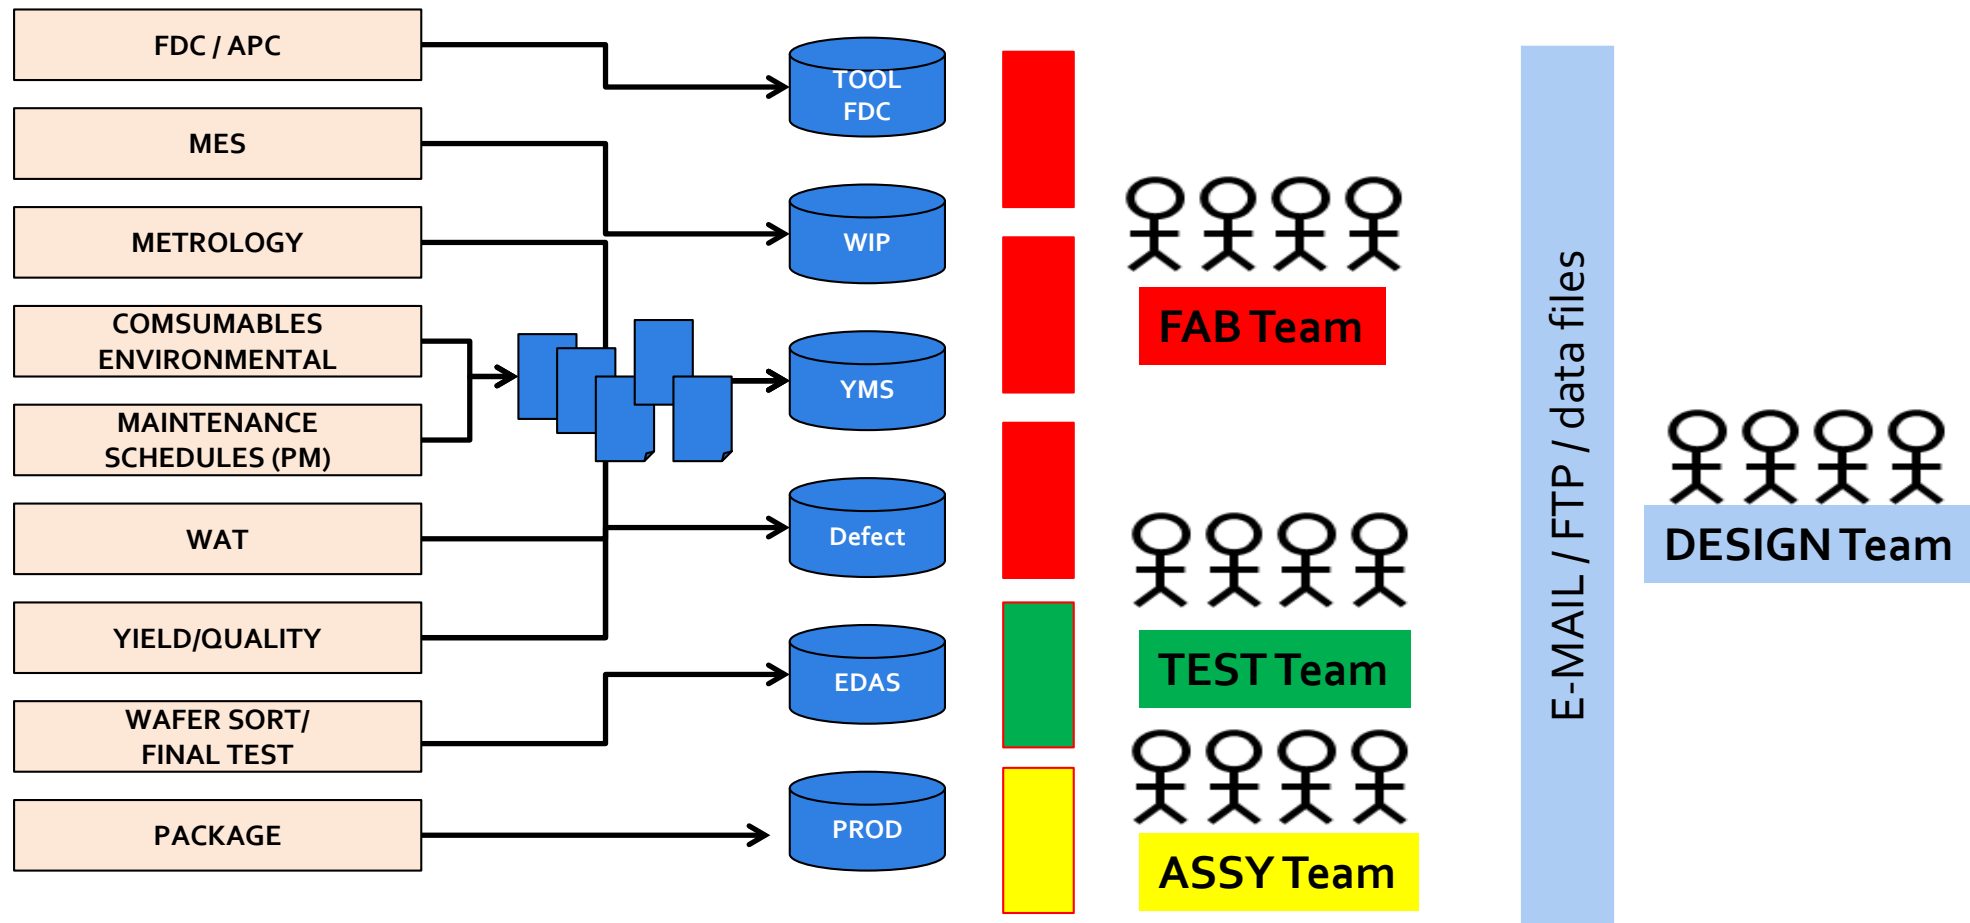 FDC / APC
MES
METROLOGY
COMSUMABLES
ENVIRONMENTAL
MAINTENANCE
SCHEDULES (PM)
WAT
YIELD/QUALITY
WAFER SORT/
FINAL TEST
PACKAGE
TOOL
FDC
WIP
YMS
Defect
EDAS
PROD
FAB Team
TEST Team
ASSY Team
E-MAIL / FTP / data files
DESIGN Team